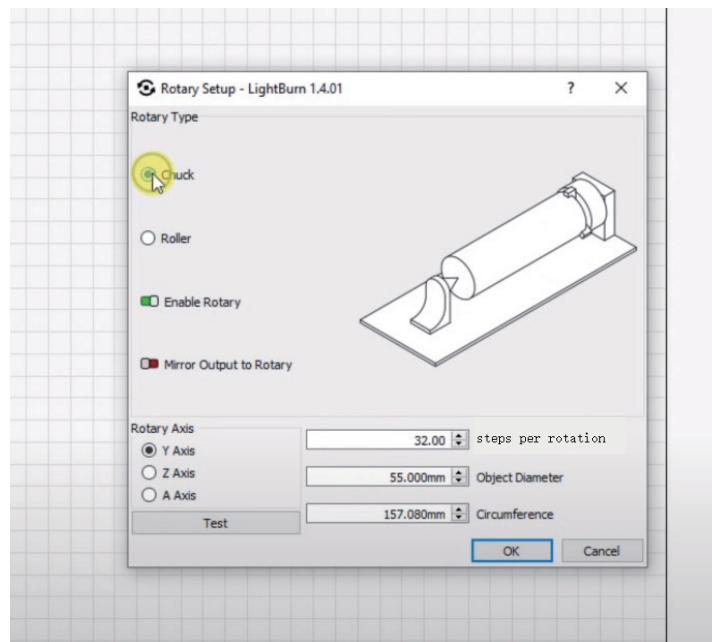 Rotary Setup - LightBurn 1.4.01 ? X
Rotary Type
Chuck
Roller
Enable Rotary
Mirror Output to Rotary
Rotary Axis
Y Axis
Z Axis
A Axis
Test
32.00 steps per rotation
55.000mm Object Diameter
157.080mm Circumference
OK Cancel